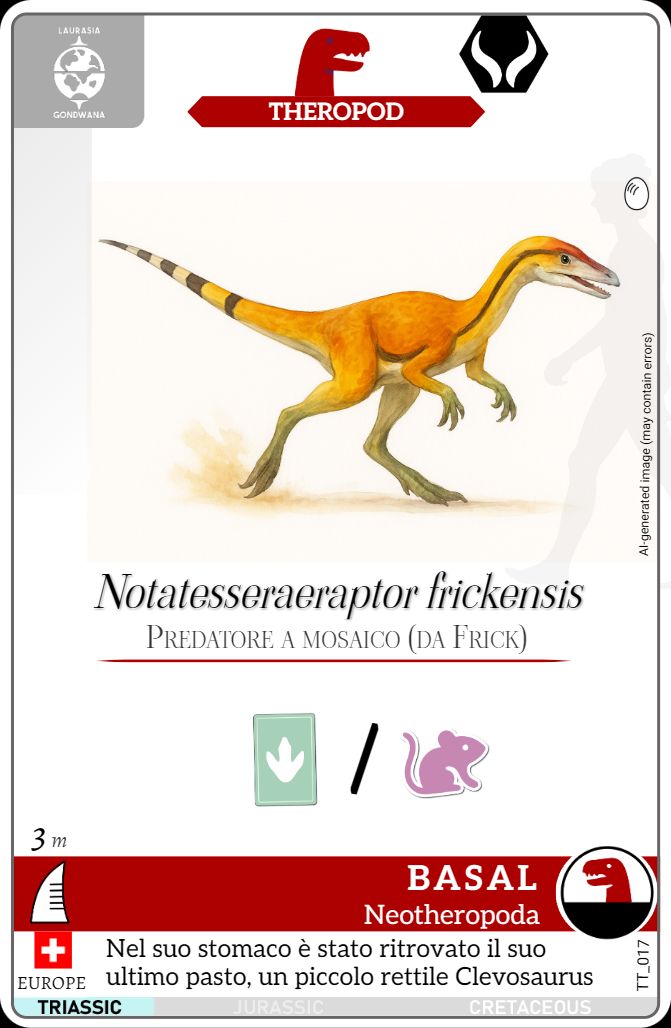 LAURASIA
GONDWANA
THEROPOD
AI-generated image (may contain errors)
Notatesseraeraptor frickensis
PREDATORE A MOSAICO (DA FRICK)
/
3 m
BASAL
Neotheropoda
EUROPE
Nel suo stomaco è stato ritrovato il suo
ultimo pasto, un piccolo rettile Clevosaurus
TT_017
TRIASSIC JURASSIC CRETACEOUS